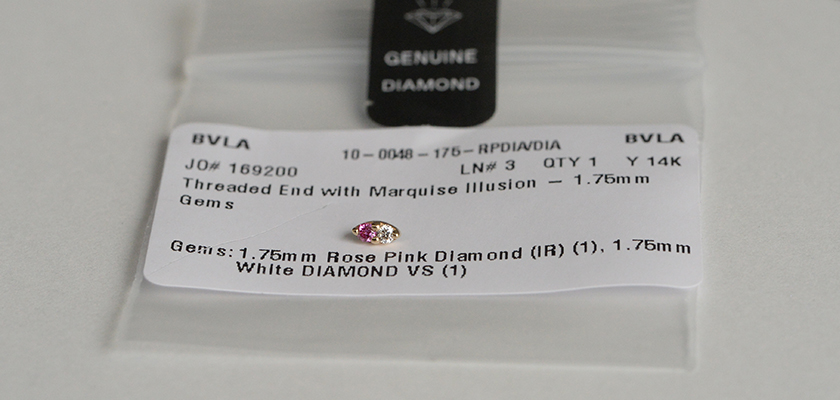 GENUINE
DIAMOND
BVLA 10-0048-175-RPDIA/DIA BVLA
JO# 169200 LN# 3 QTY 1 Y 14K
Threaded End with Marquise Illusion - 1.75mm
Gems
Gems: 1.75mm Rose Pink Diamond (IR) (1), 1.75mm
White DIAMOND VS (1)